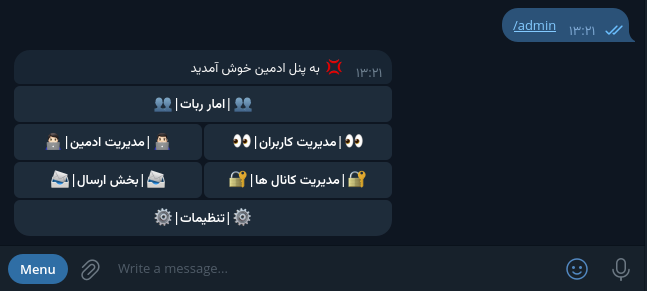 /admin
۱۳:۲۱
💢 به پنل ادمین خوش آمدید
۱۳:۲۱
👥|امار ربات|👥
👀|مدیریت کاربران|👀
👨🏻‍💻|مدیریت ادمین|👨🏻‍💻
🔐|مدیریت کانال ها|🔐
📨|بخش ارسال|📨
⚙️|تنظیمات|⚙️
Menu
Write a message...